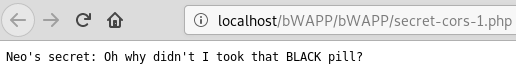 localhost/bWAPP/bWAPP/secret-cors-1.php
Neo's secret: Oh why didn't I took that BLACK pill?